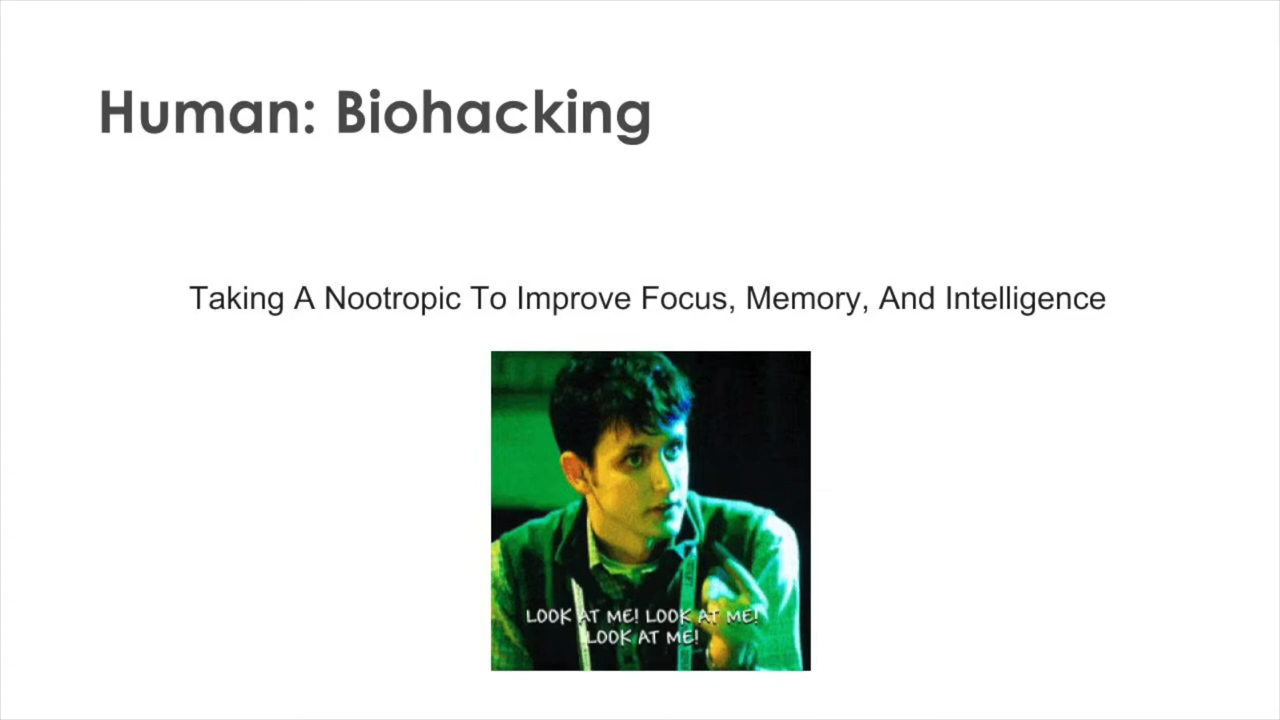 Human: Biohacking
Taking A Nootropic To Improve Focus, Memory, And Intelligence
LOOK AT ME! LOOK AT ME!
LOOK AT ME!